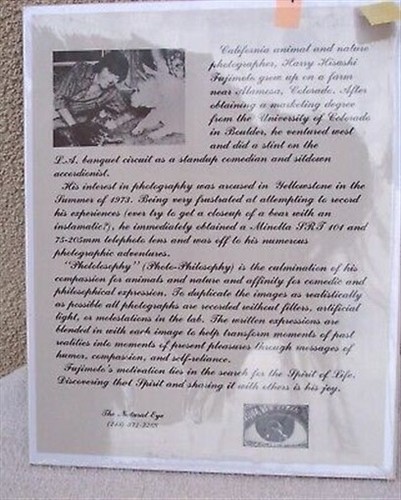 California animal and nature
photographer, Harry Hisashi
Fujimoto grew up on a farm
near Alamosa, Colorado. After
obtaining a marketing degree
from the University of Colorado
in Boulder, he ventured west
and did a stint on the
L.A. banquet circuit as a standup comedian and sitdown
accordionist.
His interest in photography was aroused in Yellowstone in the
Summer of 1973. Being very frustrated at attempting to record
his experiences (ever try to get a closeup of a bear with an
instamatic?), he immediately obtained a Minolta SRT 101 and
75-205mm telephoto lens and was off to his numerous
photographic adventures.
"Phototosophy" (Photo-Philosophy) is the culmination of his
compassion for animals and nature and affinity for comedic and
philosophical expression. To duplicate the images as realistically
as possible all photographs are recorded without filters, artificial
light, or molestations in the lab. The written expressions are
blended in with each image to help transform moments of past
realities into moments of present pleasures through messages of
humor, compassion, and self-reliance.
Fujimoto's motivation lies in the search for the Spirit of Life.
Discovering that Spirit and sharing it with others is his joy.
The Natural Eye